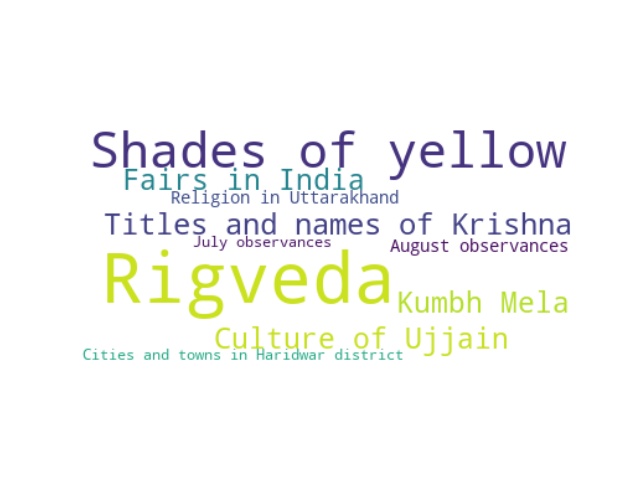 Shades of yellow
Fairs in India
Religion in Uttarakhand
Titles and names of Krishna
July observances
August observances
Rigveda
Kumbh Mela
Culture of Ujjain
Cities and towns in Haridwar district